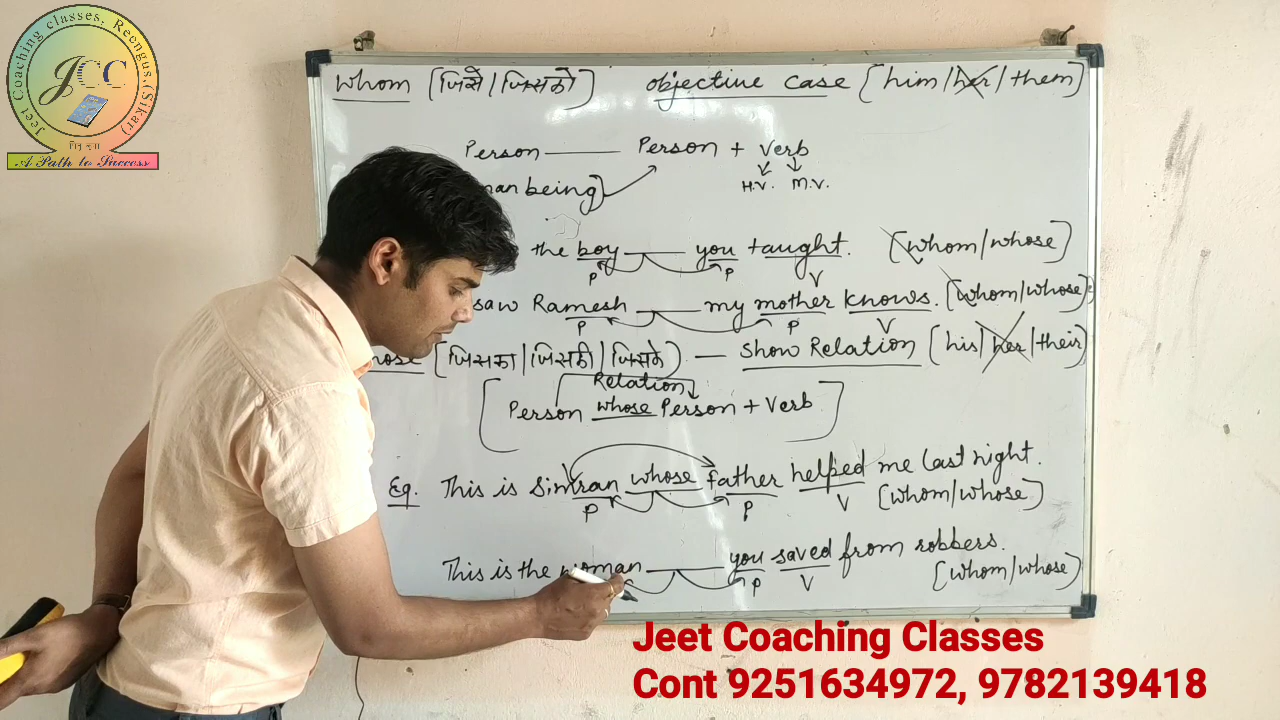 Jeet Coaching classes, Reengus, (Sikar)
JCC
A Path to Success
Whom (जिसे/जिसको) objective case [him/her/them]
Person ——— Person + Verb
H.V. M.V.
man being)
the boy ——— you taught. [whom/whose]
P P V
saw Ramesh ——— my mother knows. [whom/whose]
P P V
hose [जिसका/जिसकी/जिसके) — Show Relation [his/her/their]
Relation
[Person whose Person + Verb]
Eg. This is Simran whose father helped me last night.
P P V [whom/whose]
This is the woman ——— you saved from robbers.
P V [whom/whose]
Jeet Coaching Classes
Cont 9251634972, 9782139418